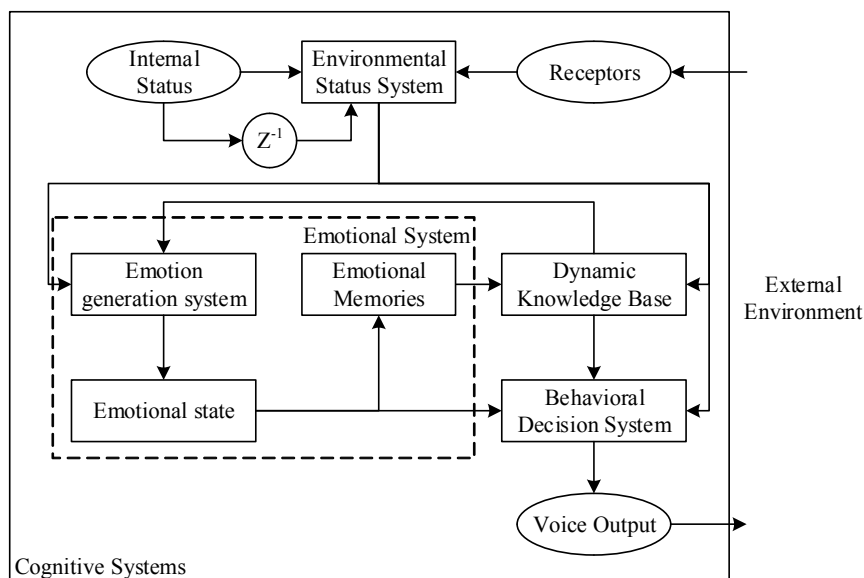 Internal
Status
Environmental
Status System
Receptors
Z⁻¹
Emotional System
Emotion
generation system
Emotional
Memories
Dynamic
Knowledge Base
External
Environment
Emotional state
Behavioral
Decision System
Voice Output
Cognitive Systems